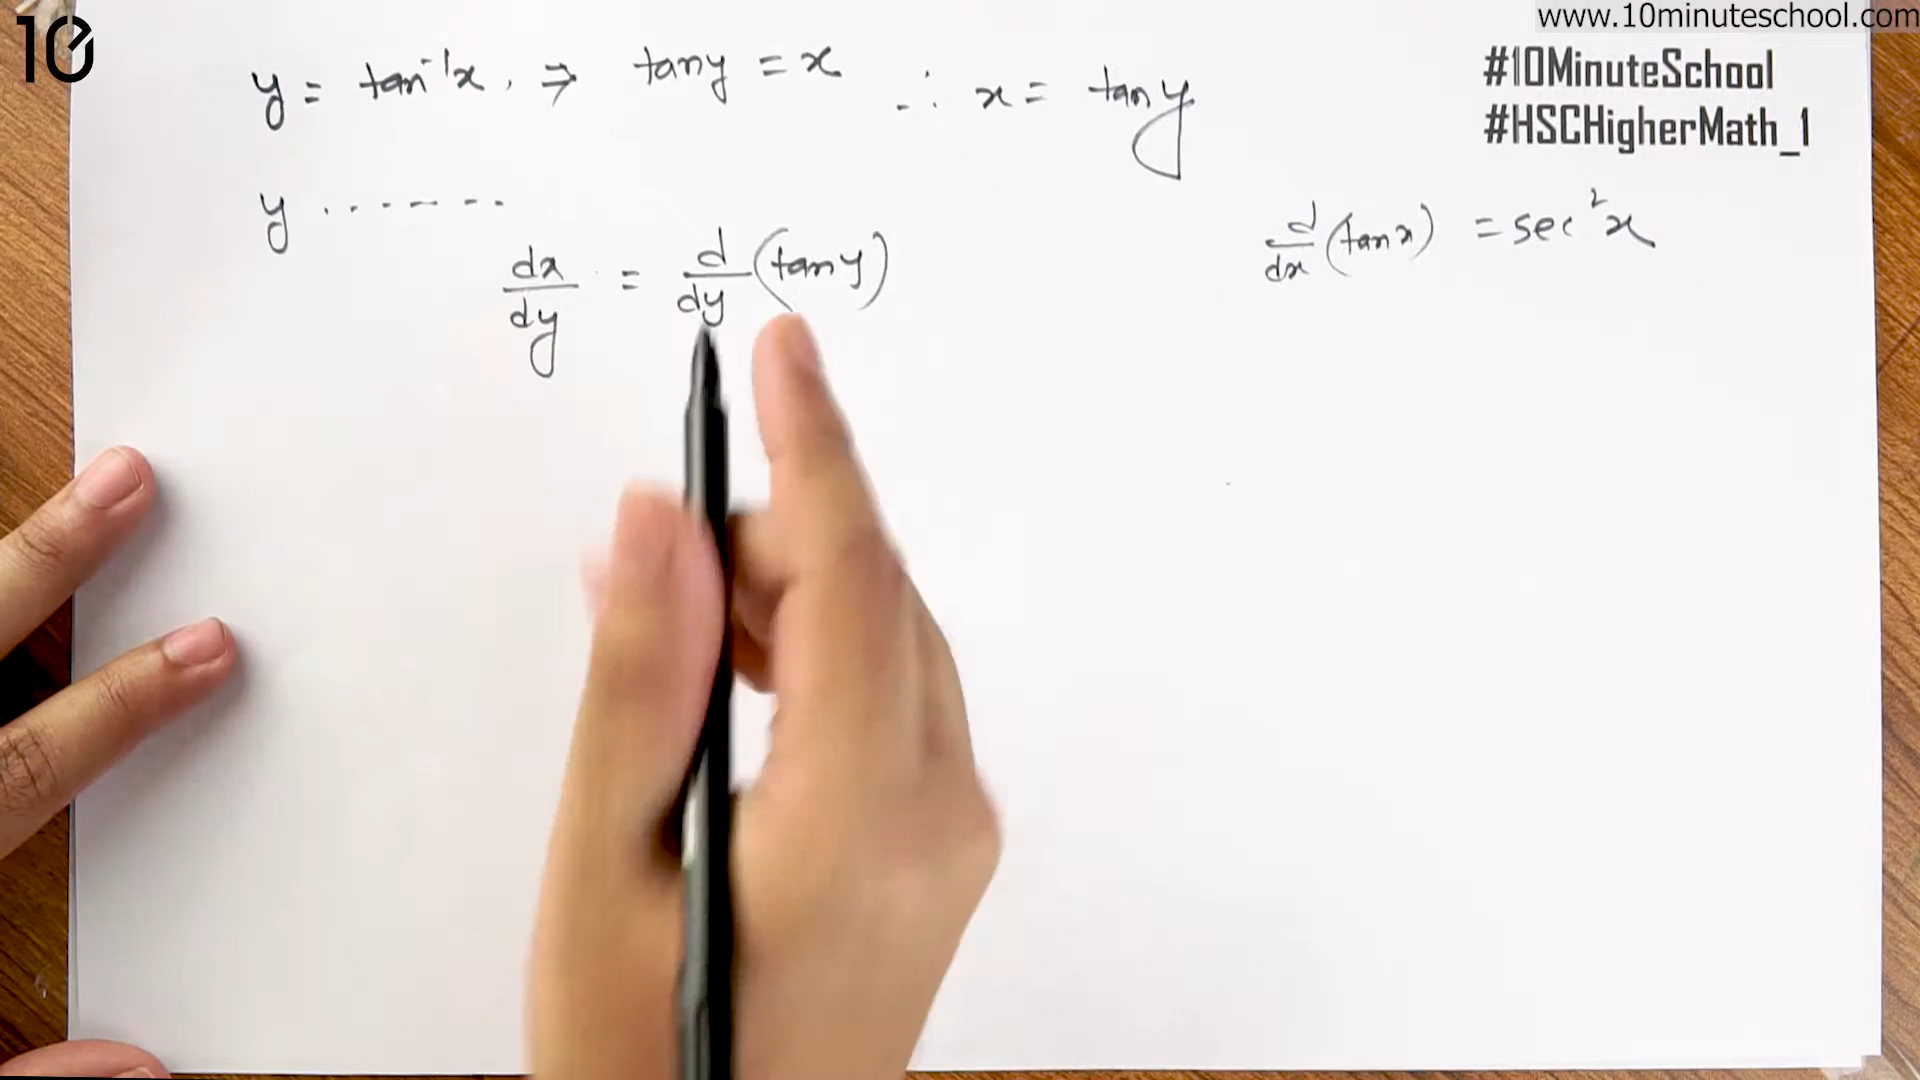 10
www.10minuteschool.com
#10MinuteSchool
#HSCHigherMath_1
y = tan⁻¹x, ⇒ tany = x ∴ x = tany
y .......
d/dx (tanx) = sec²x
dx/dy = d/dy (tany)